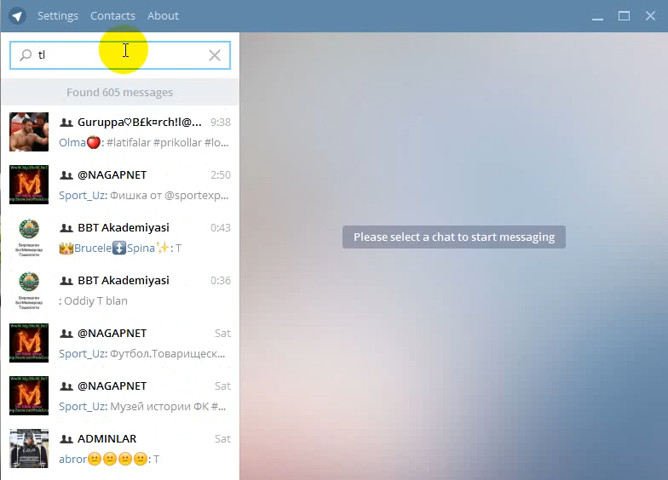 Settings Contacts About
tl
Found 605 messages
Guruppa♡B£k¤rch!l@... 9:38
Olma🍎: #latifalar #prikollar #lo...
@NAGAPNET 2:50
Sport_Uz: Фишка от @sportexp...
BBT Akademiyasi 0:43
👑Brucele↕️Spina✨: T
BBT Akademiyasi 0:36
: Oddiy T blan
@NAGAPNET Sat
Sport_Uz: Футбол.Товарищеск...
@NAGAPNET Sat
Sport_Uz: Музей истории ФК #...
ADMINLAR Sat
abror😕😕😕😕: T
Please select a chat to start messaging